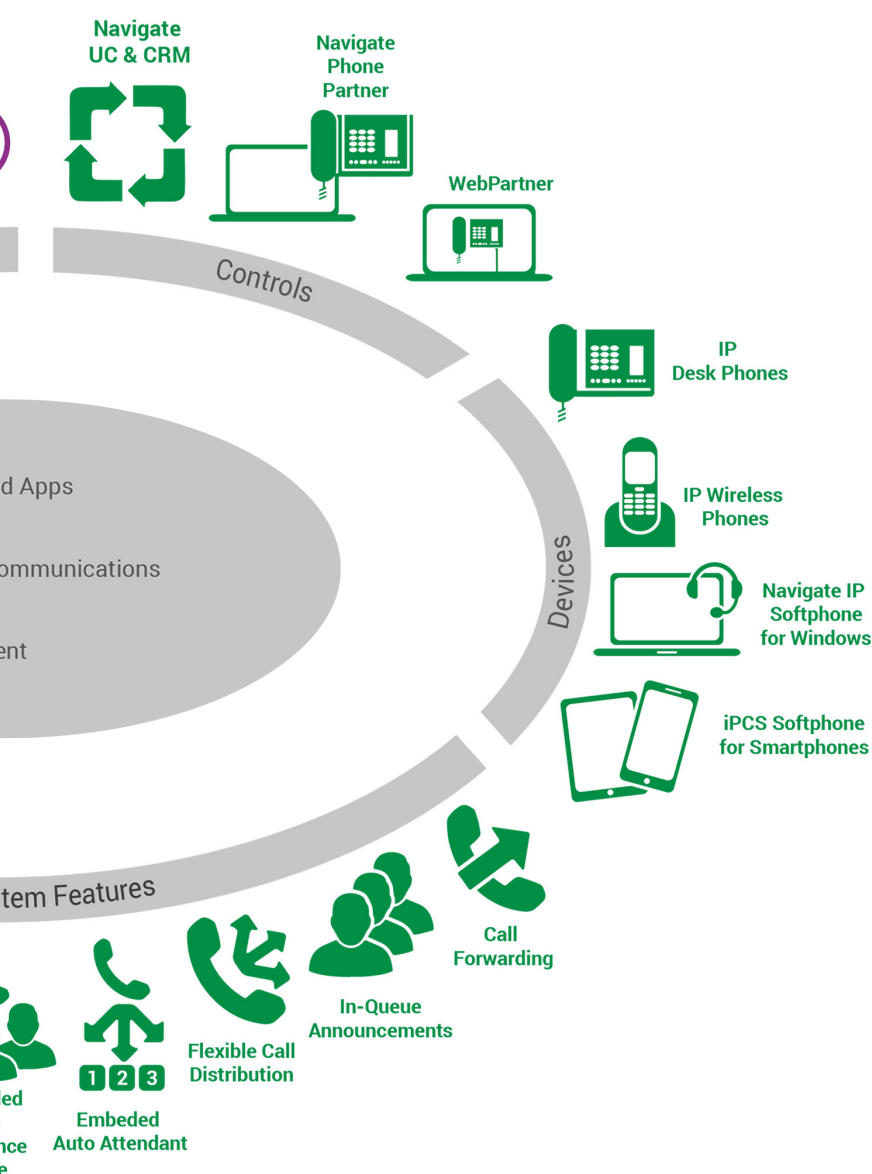 Navigate
UC & CRM
Navigate
Phone
Partner
WebPartner
Controls
IP
Desk Phones
d Apps
IP Wireless
Phones
ommunications
Devices
Navigate IP
Softphone
for Windows
ent
iPCS Softphone
for Smartphones
tem Features
Call
Forwarding
In-Queue
Announcements
Flexible Call
Distribution
1 2 3
Embeded
Auto Attendant
led
nce